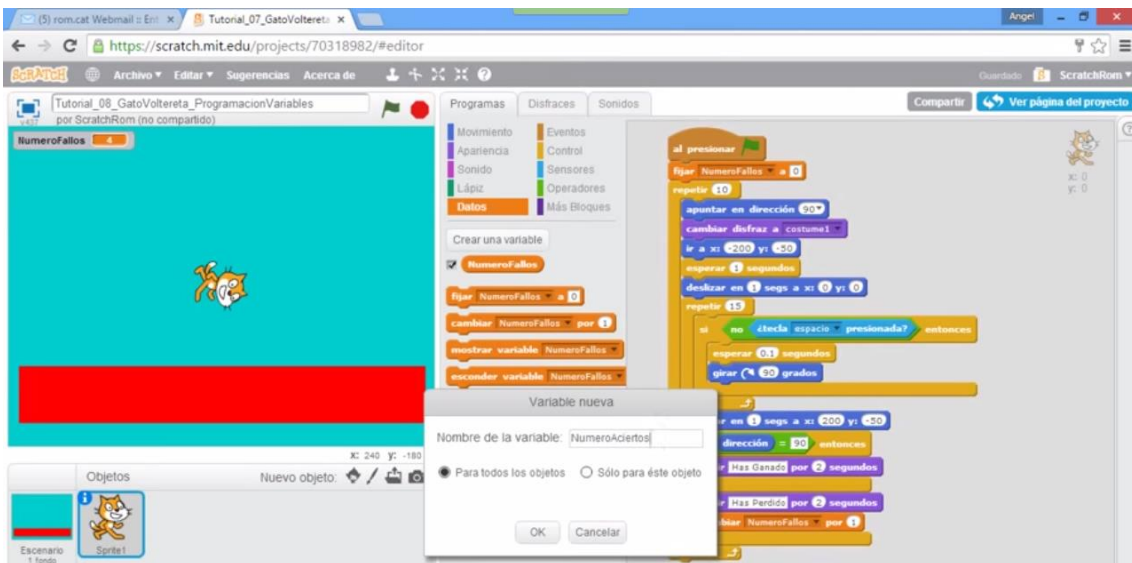 (5) rom.cat Webmail :: Ent
Tutorial_07_GatoVoltereta
Angel
https://scratch.mit.edu/projects/70318982/#editor
SCRATCH Archivo Editar Sugerencias Acerca de
Guardado ScratchRom
v437
Tutorial_08_GatoVoltereta_ProgramacionVariables
por ScratchRom (no compartido)
Programas Disfraces Sonidos
Compartir Ver página del proyecto
NumeroFallos 4
Movimiento Eventos
Apariencia Control
Sonido Sensores
Lápiz Operadores
Datos Más Bloques
Crear una variable
NumeroFallos
fijar NumeroFallos a 0
cambiar NumeroFallos por 1
mostrar variable NumeroFallos
esconder variable NumeroFallos
al presionar
fijar NumeroFallos a 0
repetir 10
apuntar en dirección 90
cambiar disfraz a costume1
ir a x: -200 y: -50
esperar 1 segundos
deslizar en 1 segs a x: 0 y: 0
repetir 15
si no ¿tecla espacio presionada? entonces
esperar 0.1 segundos
girar 90 grados
en 1 segs a x: 200 y: -50
dirección = 90 entonces
Has Ganado por 2 segundos
Has Perdido por 2 segundos
NumeroFallos por 1
x: 0
y: 0
Variable nueva
Nombre de la variable: NumeroAciertos
Para todos los objetos Sólo para éste objeto
OK Cancelar
X: 240 y: -180
Objetos Nuevo objeto:
Escenario
1 fondo
Sprite1